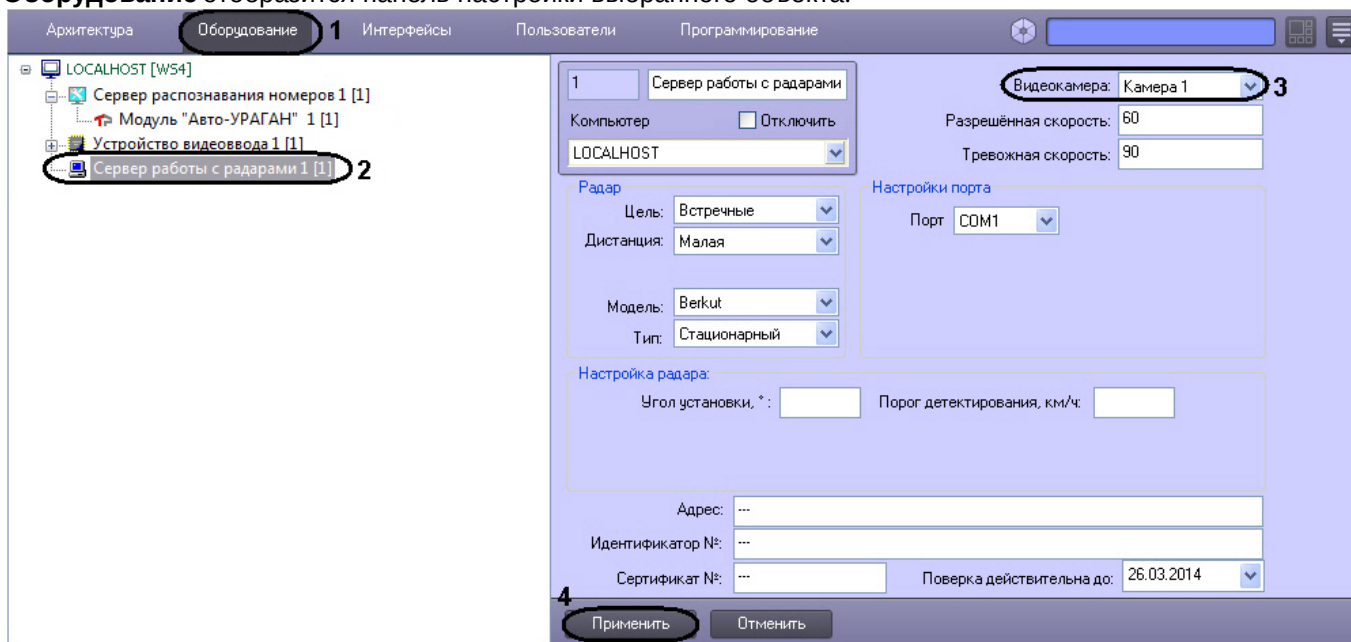 Оборудование отобразится панель настройки выбранного объекта.
Архитектура Оборудование 1 Интерфейсы Пользователи Программирование
LOCALHOST [WS4]
Сервер распознавания номеров 1 [1]
Модуль "Авто-УРАГАН" 1 [1]
Устройство видеоввода 1 [1]
Сервер работы с радарами 1 [1] 2
1 Сервер работы с радарами
Компьютер Отключить
LOCALHOST
Видеокамера: Камера 1 3
Разрешённая скорость: 60
Тревожная скорость: 90
Радар
Цель: Встречные
Дистанция: Малая
Модель: Berkut
Тип: Стационарный
Настройки порта
Порт COM1
Настройка радара:
Угол установки, ° : Порог детектирования, км/ч:
Адрес: ---
Идентификатор №: ---
Сертификат №: --- Поверка действительна до: 26.03.2014
4
Применить Отменить